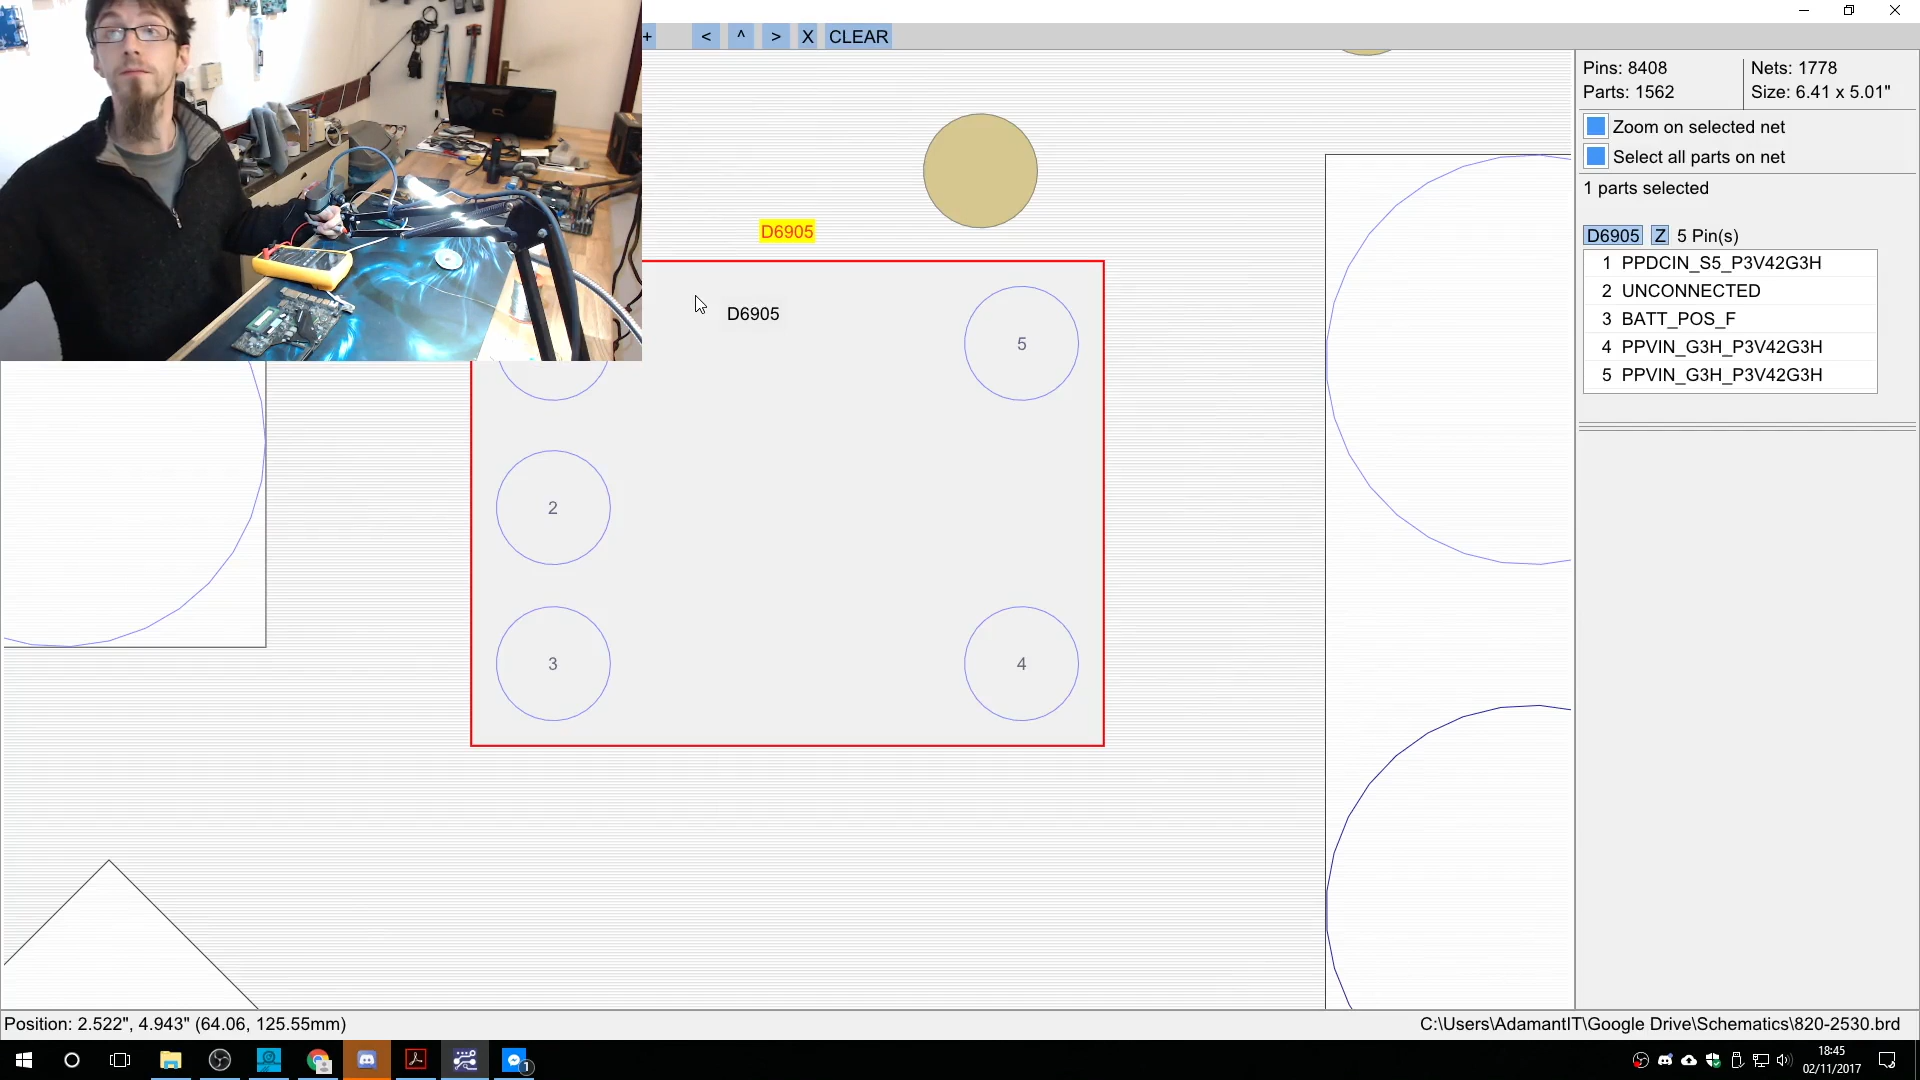 + < ^ > X CLEAR
Pins: 8408 Nets: 1778
Parts: 1562 Size: 6.41 x 5.01"
Zoom on selected net
Select all parts on net
1 parts selected
D6905 Z 5 Pin(s)
1 PPDCIN_S5_P3V42G3H
2 UNCONNECTED
3 BATT_POS_F
4 PPVIN_G3H_P3V42G3H
5 PPVIN_G3H_P3V42G3H
D6905
D6905
5
2
3
4
Position: 2.522", 4.943" (64.06, 125.55mm)
C:\Users\AdamantIT\Google Drive\Schematics\820-2530.brd
1
18:45
02/11/2017